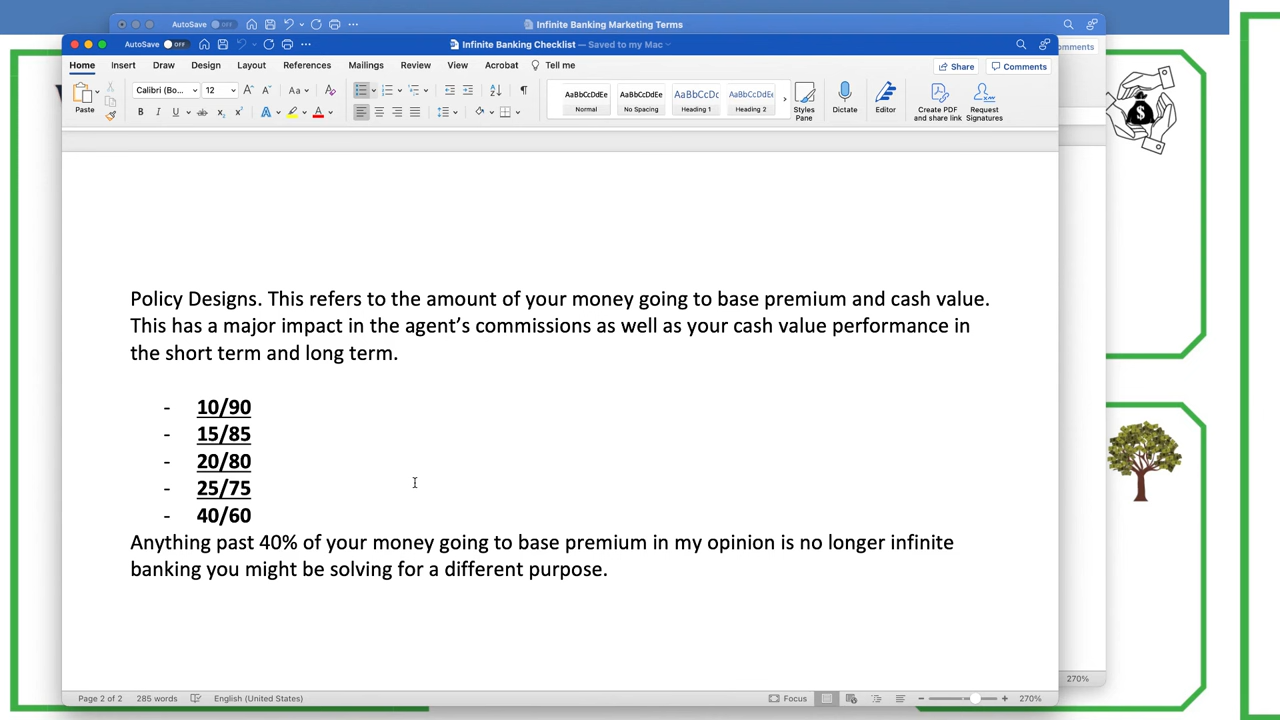 AutoSave OFF
Infinite Banking Marketing Terms
AutoSave OFF
Infinite Banking Checklist — Saved to my Mac
Home Insert Draw Design Layout References Mailings Review View Acrobat Tell me
Share Comments
omments
Paste
Calibri (Bo... 12
AaBbCcDdEe
Normal
AaBbCcDdEe
No Spacing
AaBbCcDc
Heading 1
AaBbCcDdEe
Heading 2
Styles
Pane
Dictate
Editor
Create PDF
and share link
Request
Signatures
Policy Designs. This refers to the amount of your money going to base premium and cash value.
This has a major impact in the agent’s commissions as well as your cash value performance in
the short term and long term.
- 10/90
- 15/85
- 20/80
- 25/75
- 40/60
Anything past 40% of your money going to base premium in my opinion is no longer infinite
banking you might be solving for a different purpose.
Page 2 of 2 285 words English (United States)
Focus
270%
270%